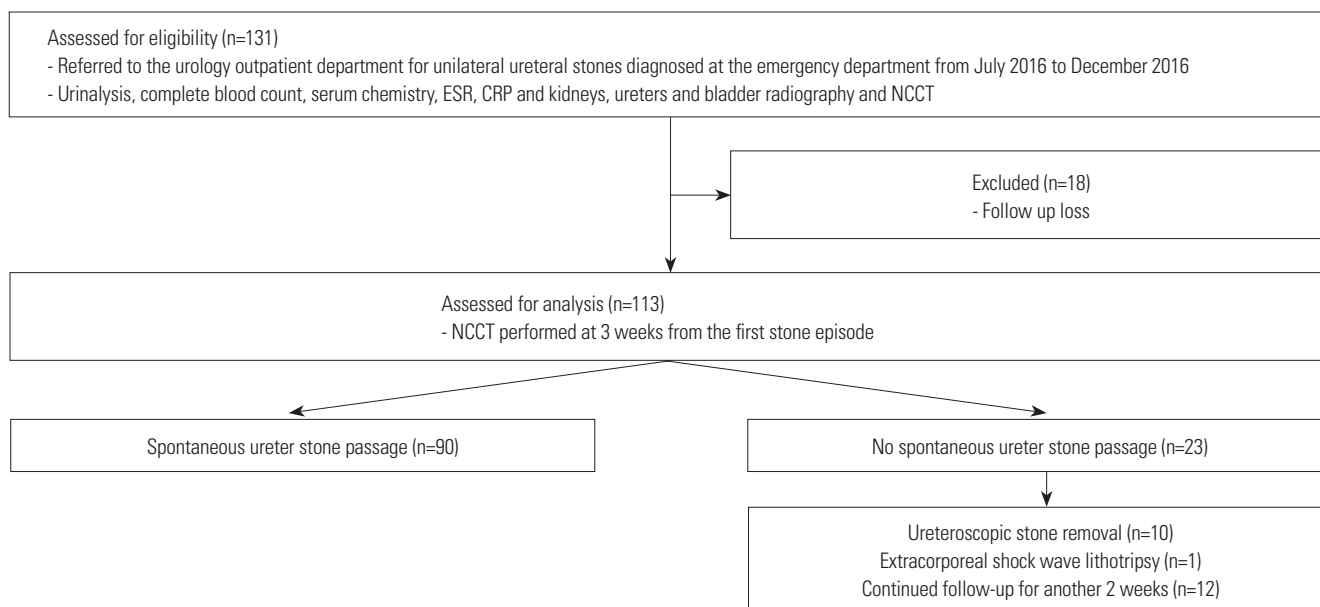 Assessed for eligibility (n=131)
- Referred to the urology outpatient department for unilateral ureteral stones diagnosed at the emergency department from July 2016 to December 2016
- Urinalysis, complete blood count, serum chemistry, ESR, CRP and kidneys, ureters and bladder radiography and NCCT
Excluded (n=18)
- Follow up loss
Assessed for analysis (n=113)
- NCCT performed at 3 weeks from the first stone episode
Spontaneous ureter stone passage (n=90)
No spontaneous ureter stone passage (n=23)
Ureteroscopic stone removal (n=10)
Extracorporeal shock wave lithotripsy (n=1)
Continued follow-up for another 2 weeks (n=12)